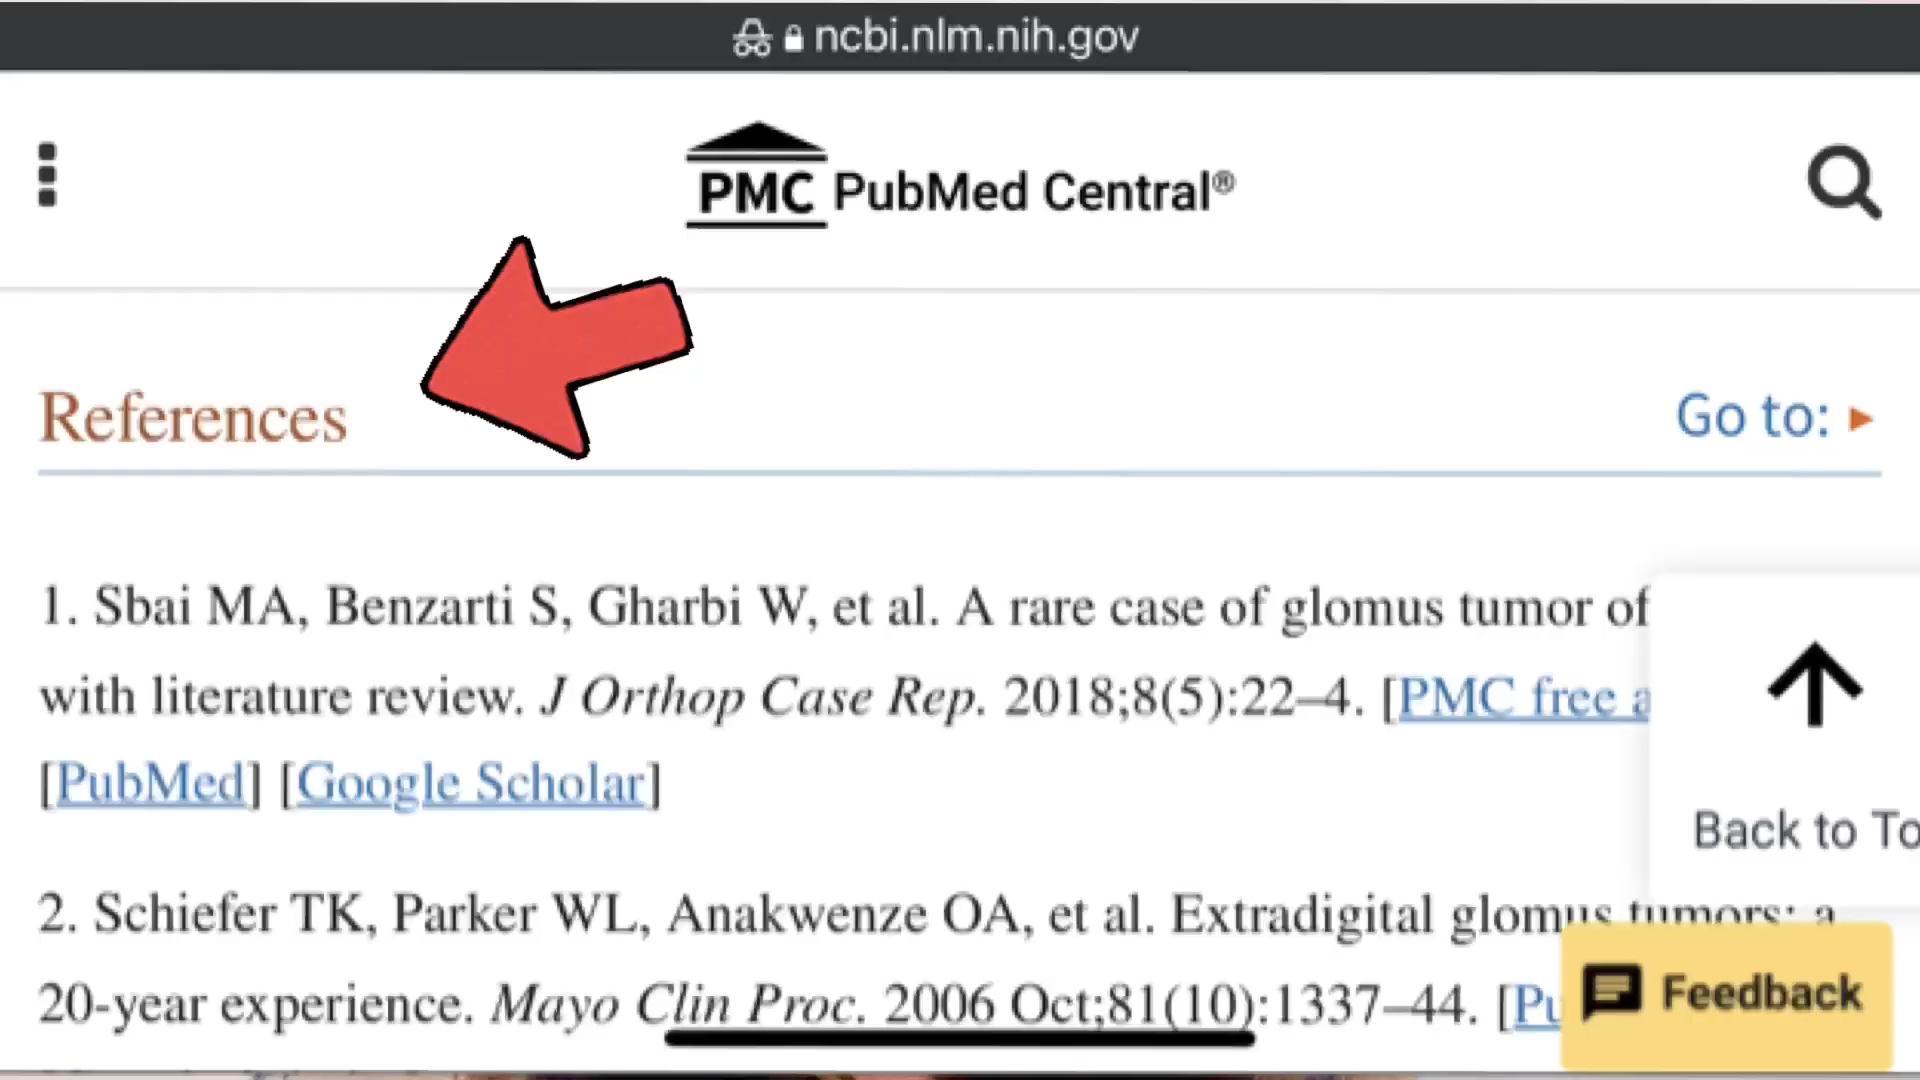 ncbi.nlm.nih.gov
PMC PubMed Central®
References
Go to:
1. Sbai MA, Benzarti S, Gharbi W, et al. A rare case of glomus tumor of
with literature review. J Orthop Case Rep. 2018;8(5):22–4. [PMC free a
[PubMed] [Google Scholar]
Back to To
2. Schiefer TK, Parker WL, Anakwenze OA, et al. Extradigital glomus tumors: a
20-year experience. Mayo Clin Proc. 2006 Oct;81(10):1337–44. [Pu
Feedback